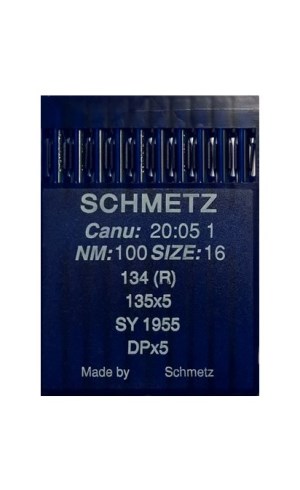 SCHMETZ
Canu: 20:05 1
NM:100 SIZE:16
134 (R)
135x5
SY 1955
DPx5
Made by Schmetz